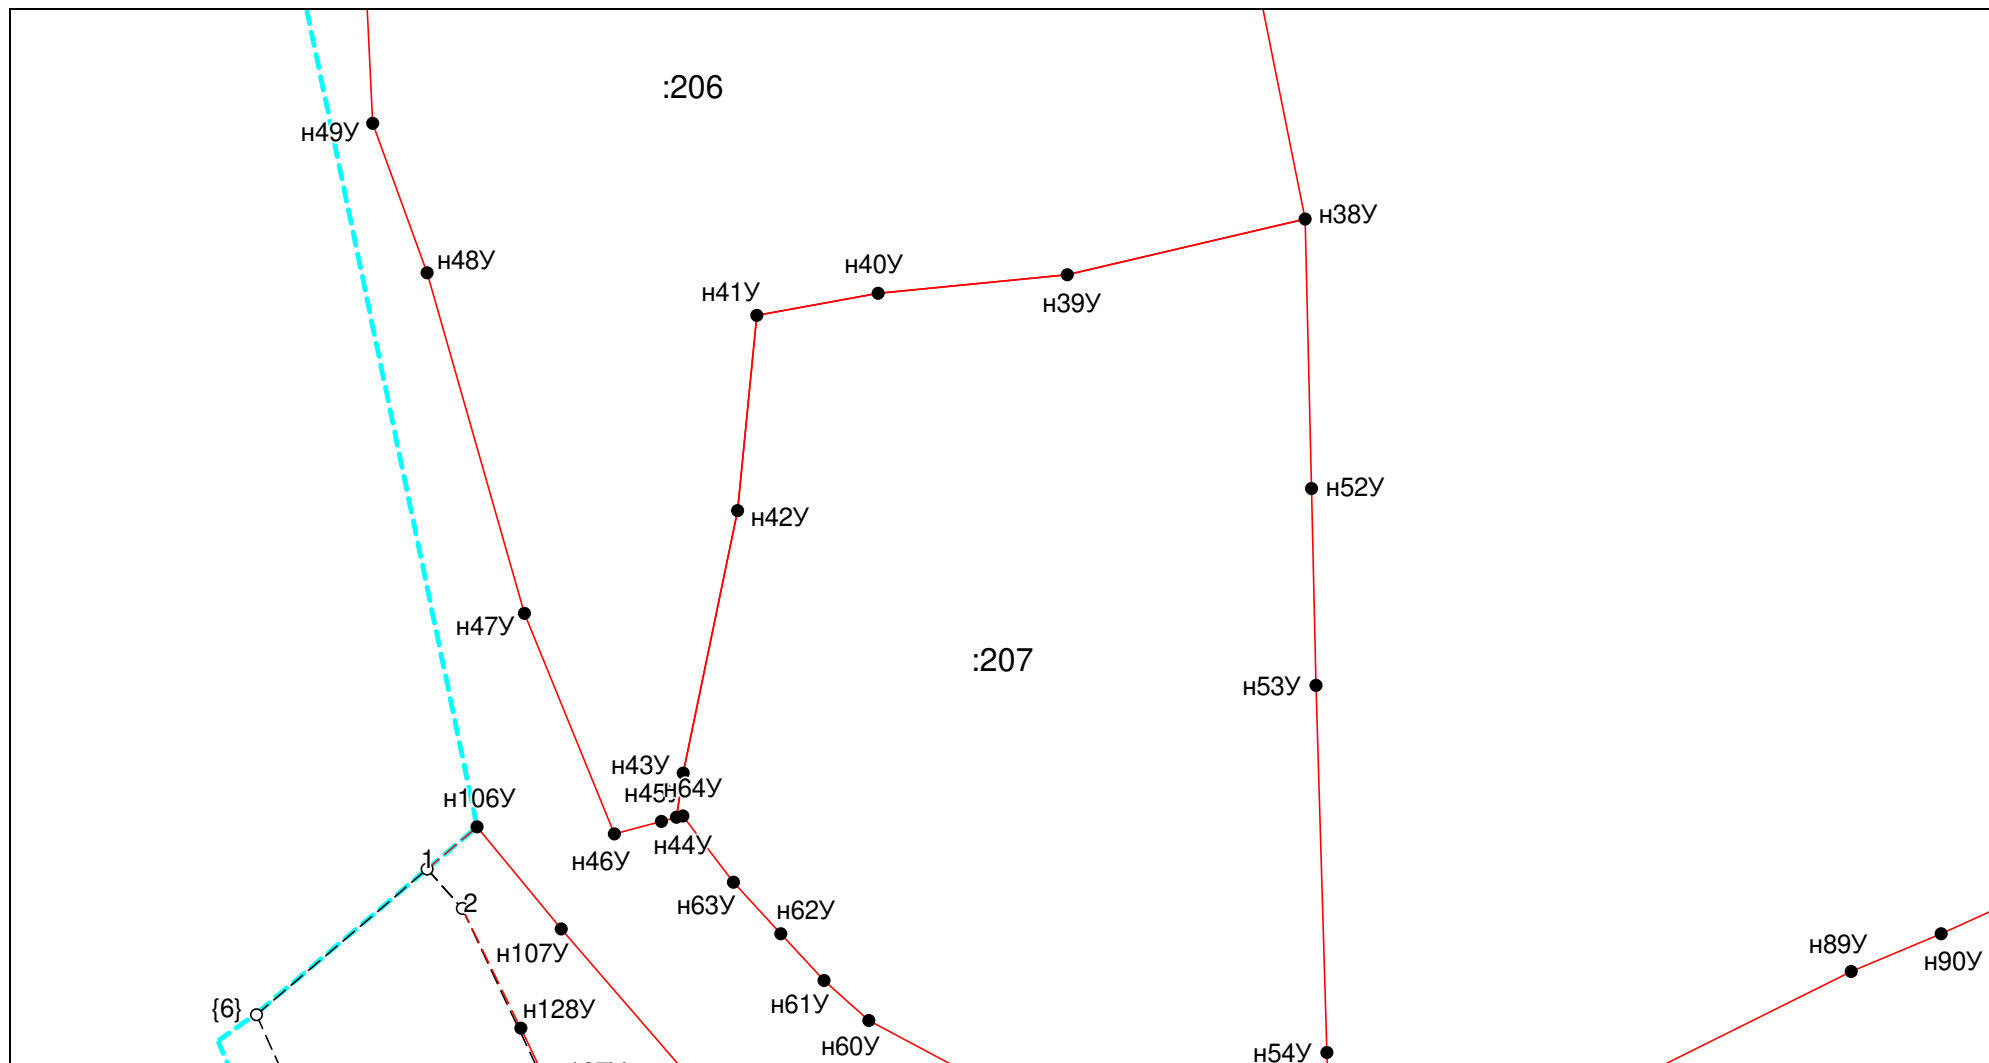 :206
н49У
н38У
н48У
н40У
н41У
н39У
н52У
н42У
н47У
:207
н53У
н43У
н64У
н45У
н106У
н44У
н46У
1
н63У
2
н62У
н107У
н89У
н90У
н61У
{6}
н128У
н60У
н54У